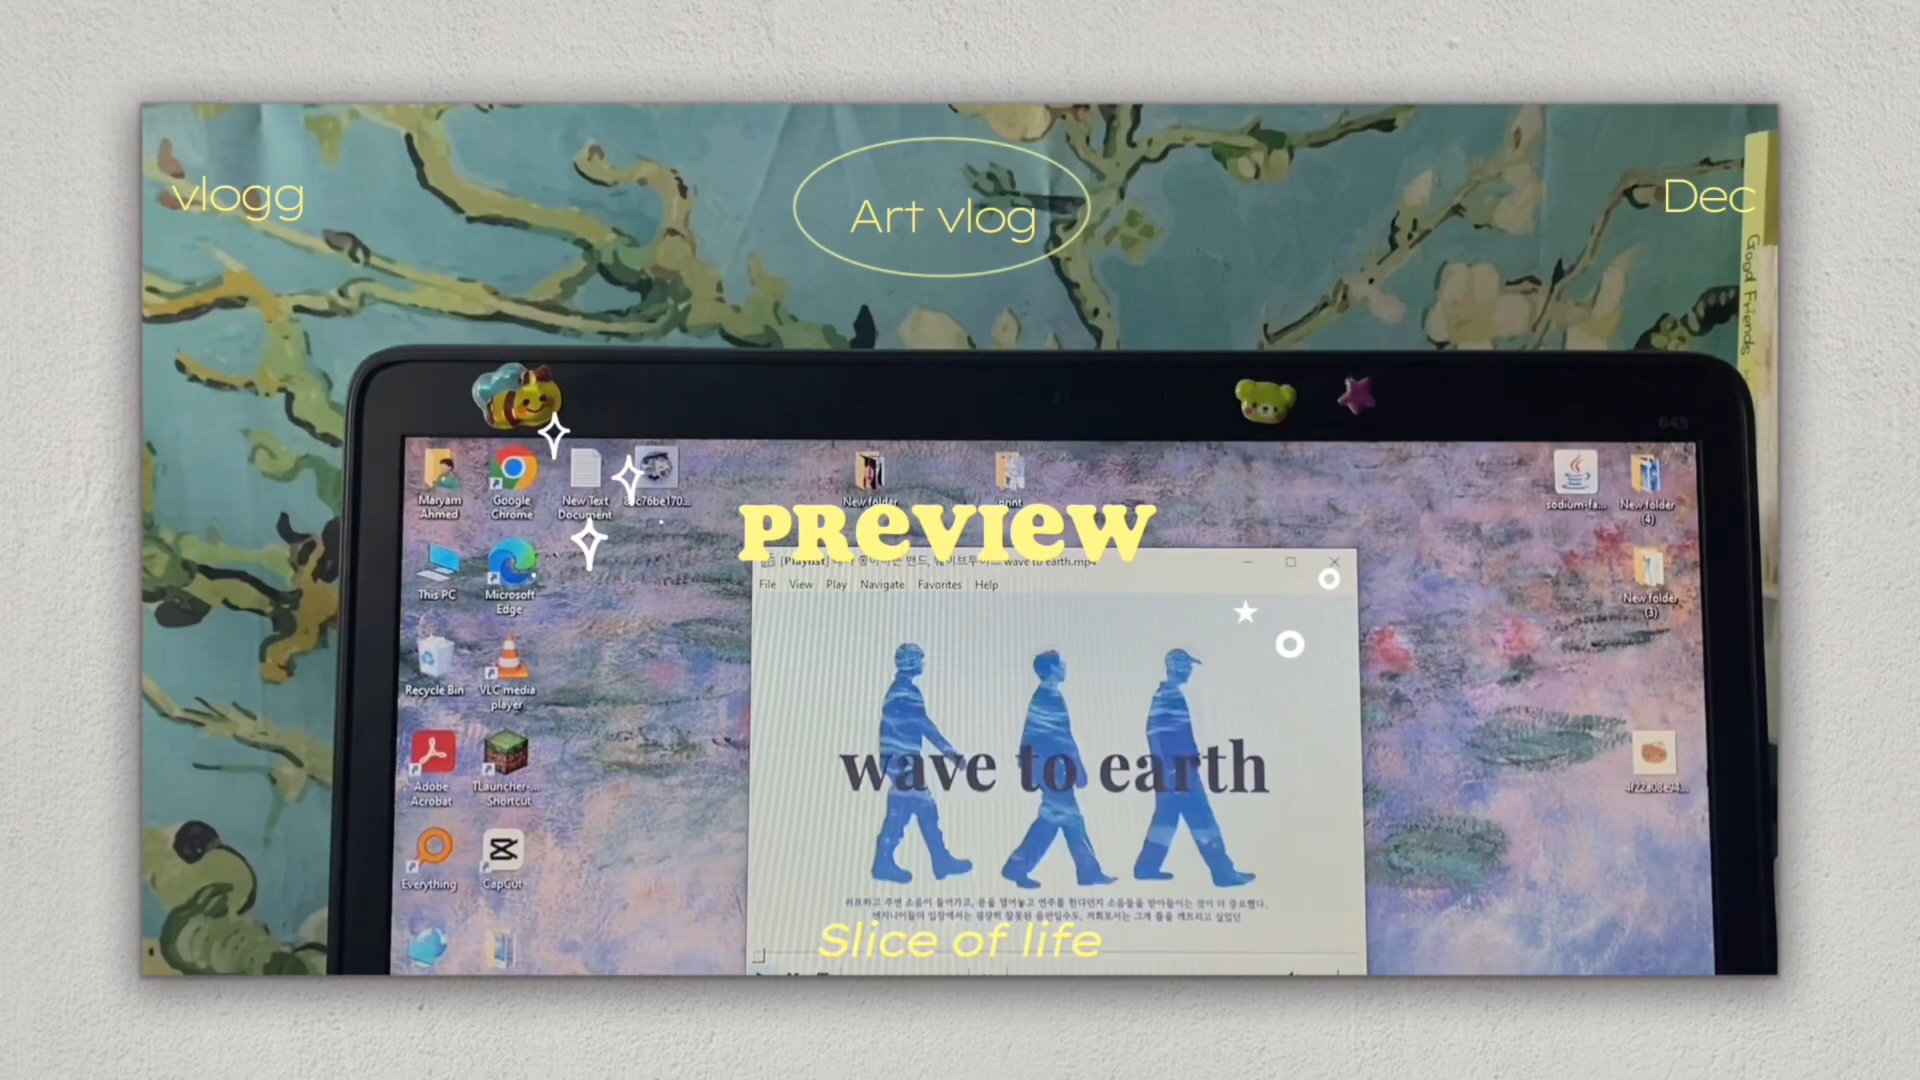 vlogg
Art vlog
Dec
Good Friends
645
Maryam Ahmed
Google Chrome
New Text Document
New folder
print
sodium-fa...
New folder (4)
PREVIEW
[Playlist]
wave to earth.mp4
File View Play Navigate Favorites Help
This PC
Microsoft Edge
New folder (3)
Recycle Bin
VLC media player
wave to earth
Adobe Acrobat
TLauncher-... - Shortcut
Everything
CapCut
Slice of life